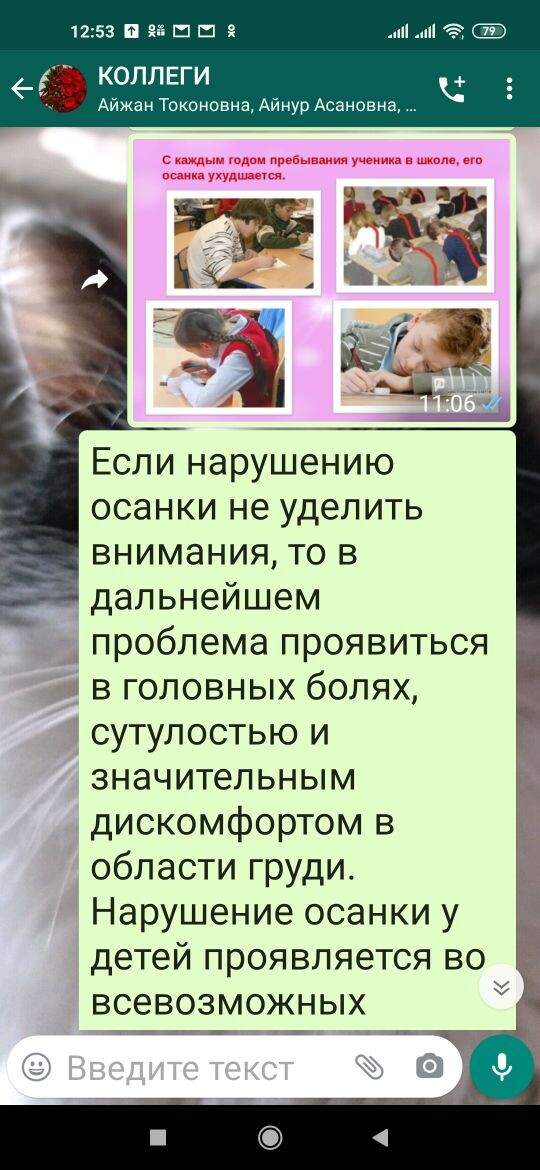 12:53
79
КОЛЛЕГИ
Айжан Токоновна, Айнур Асановна, ...
С каждым годом пребывания ученика в школе, его
осанка ухудшается.
11:06
Если нарушению
осанки не уделить
внимания, то в
дальнейшем
проблема проявиться
в головных болях,
сутулостью и
значительным
дискомфортом в
области груди.
Нарушение осанки у
детей проявляется во
всевозможных
Введите текст